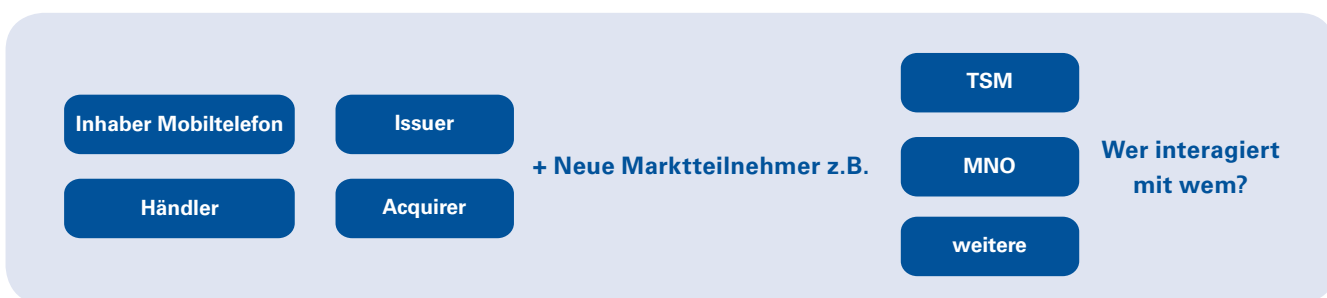 Inhaber Mobiltelefon
Issuer
Händler
Acquirer
+ Neue Marktteilnehmer z.B.
TSM
MNO
weitere
Wer interagiert
mit wem?